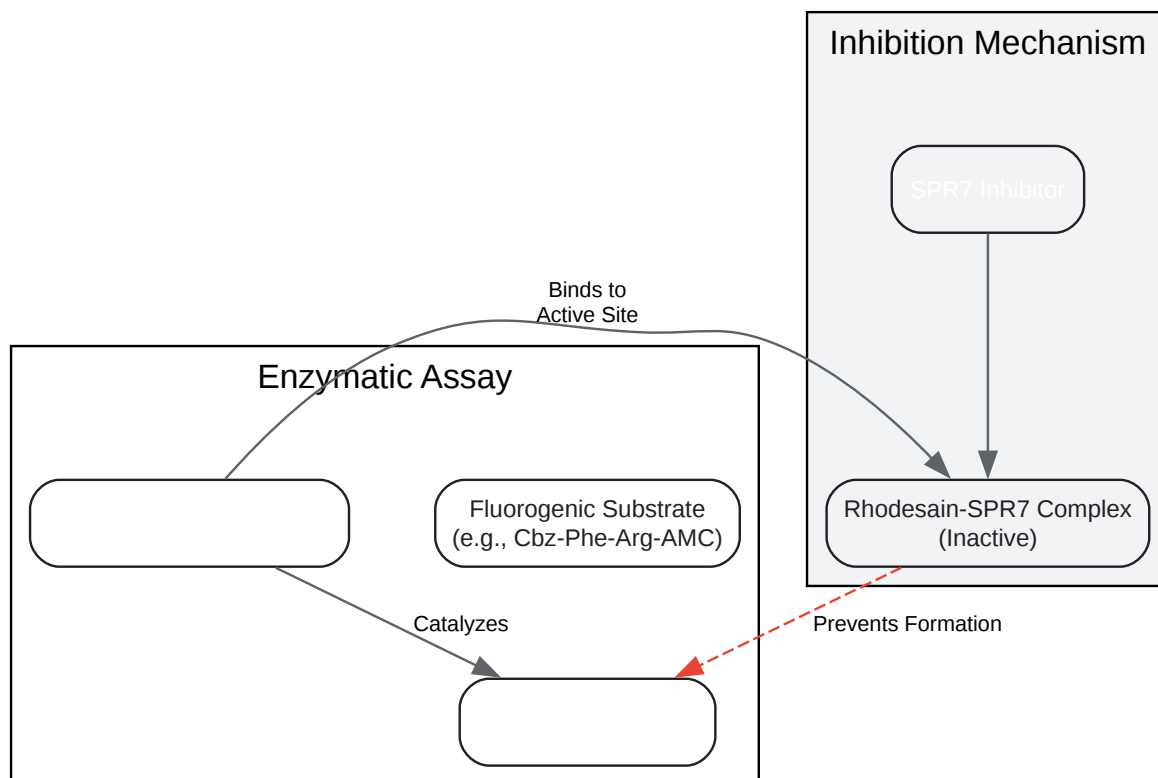 Inhibition Mechanism
SPR7 Inhibitor
Binds to
Active Site
Enzymatic Assay
Fluorogenic Substrate
(e.g., Cbz-Phe-Arg-AMC)
Rhodesain-SPR7 Complex
(Inactive)
Catalyzes
Prevents Formation